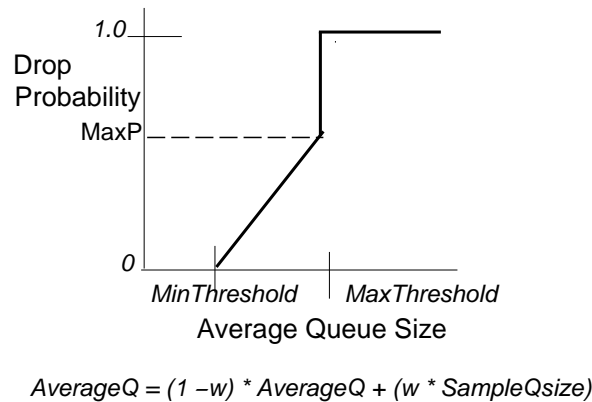 1.0
Drop
Probability
MaxP
0
MinThreshold MaxThreshold
Average Queue Size
AverageQ = (1 –w) * AverageQ + (w * SampleQsize)